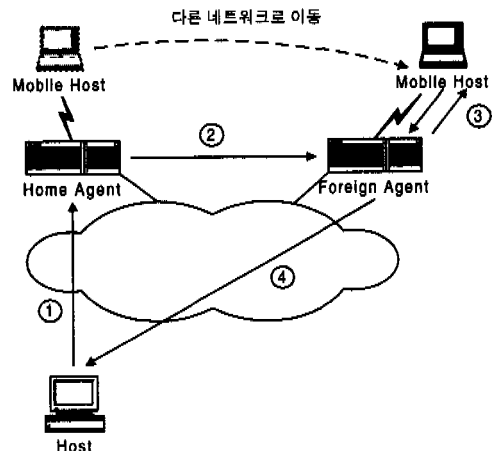 다른 네트워크로 이동
Mobile Host
Mobile Host
③
②
Home Agent
Foreign Agent
④
①
Host